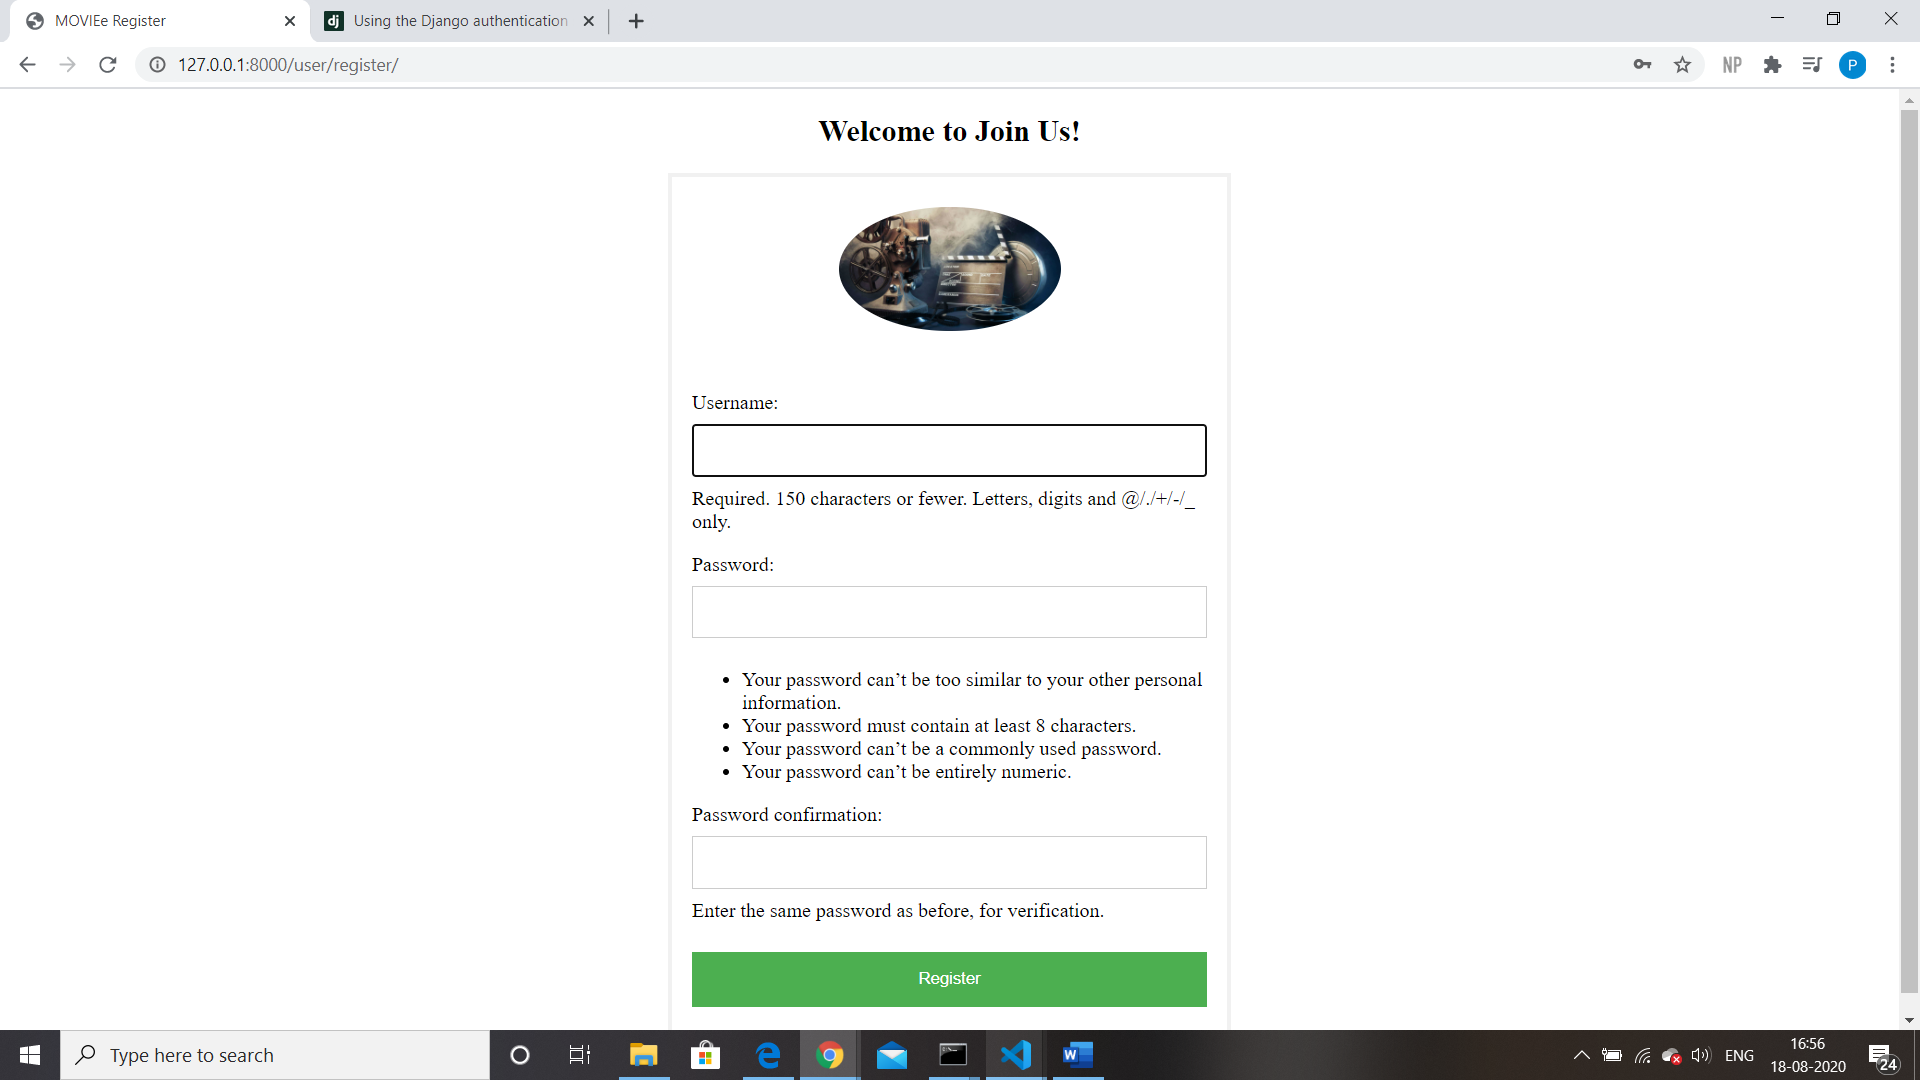 MOVIEe Register
dj
Using the Django authentication
127.0.0.1:8000/user/register/
NP
P
Welcome to Join Us!
Username:
Required. 150 characters or fewer. Letters, digits and @/./+/-/_
only.
Password:
Your password can’t be too similar to your other personal
information.
Your password must contain at least 8 characters.
Your password can’t be a commonly used password.
Your password can’t be entirely numeric.
Password confirmation:
Enter the same password as before, for verification.
Register
Type here to search
ENG
16:56
18-08-2020
24